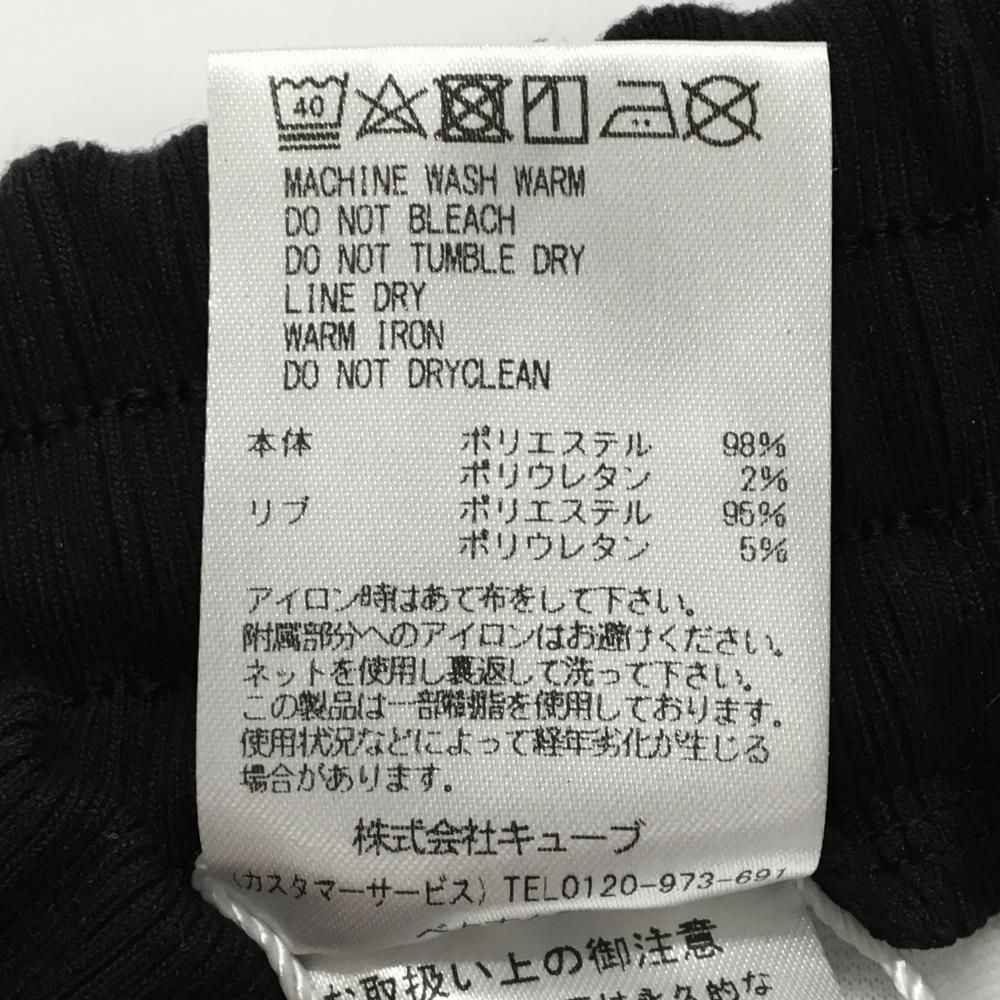 40
MACHINE WASH WARM
DO NOT BLEACH
DO NOT TUMBLE DRY
LINE DRY
WARM IRON
DO NOT DRYCLEAN
本体 ポリエステル 98%
ポリウレタン 2%
リブ ポリエステル 95%
ポリウレタン 5%
アイロン時はあて布をして下さい。
附属部分へのアイロンはお避けください。
ネットを使用し裏返して洗って下さい。
この製品は一部樹脂を使用しております。
使用状況などによって経年劣化が生じる
場合があります。
株式会社キューブ
(カスタマーサービス) TEL0120-973-691
お取扱い上の御注意
は永久的な